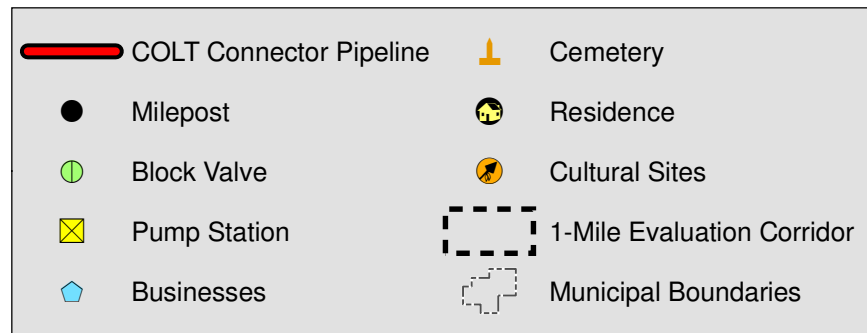 COLT Connector Pipeline
Cemetery
Milepost
Residence
Block Valve
Cultural Sites
Pump Station
1-Mile Evaluation Corridor
Businesses
Municipal Boundaries